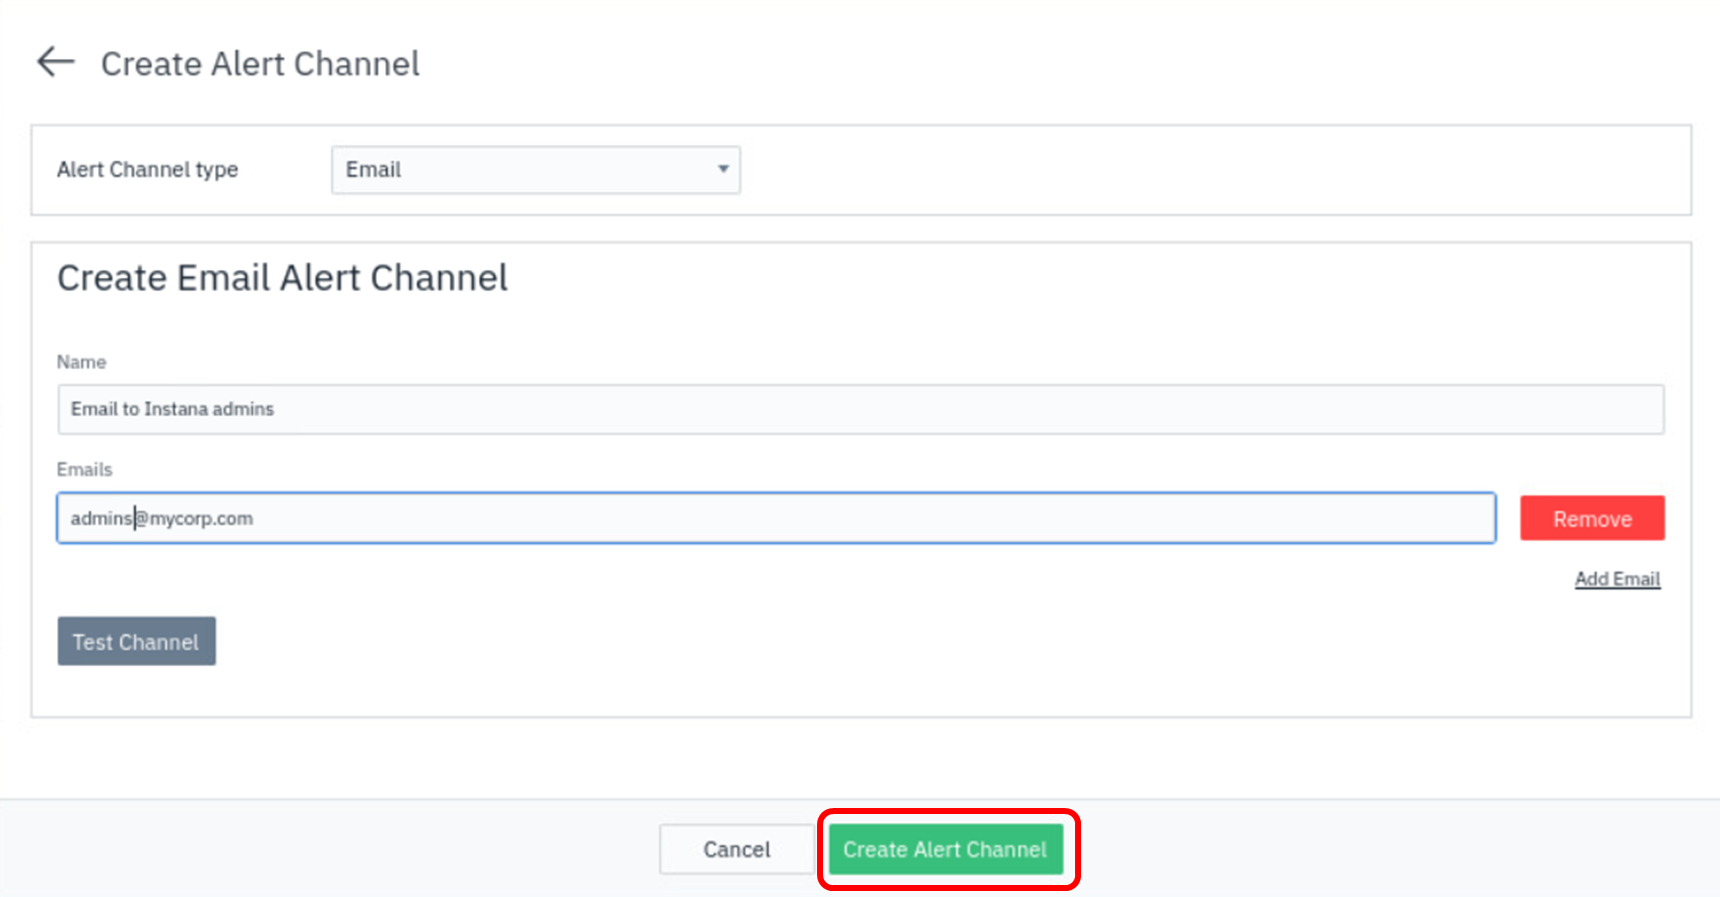 Create Alert Channel
Alert Channel type
Email
Create Email Alert Channel
Name
Email to Instana admins
Emails
admins@mycorp.com
Remove
Add Email
Test Channel
Cancel
Create Alert Channel